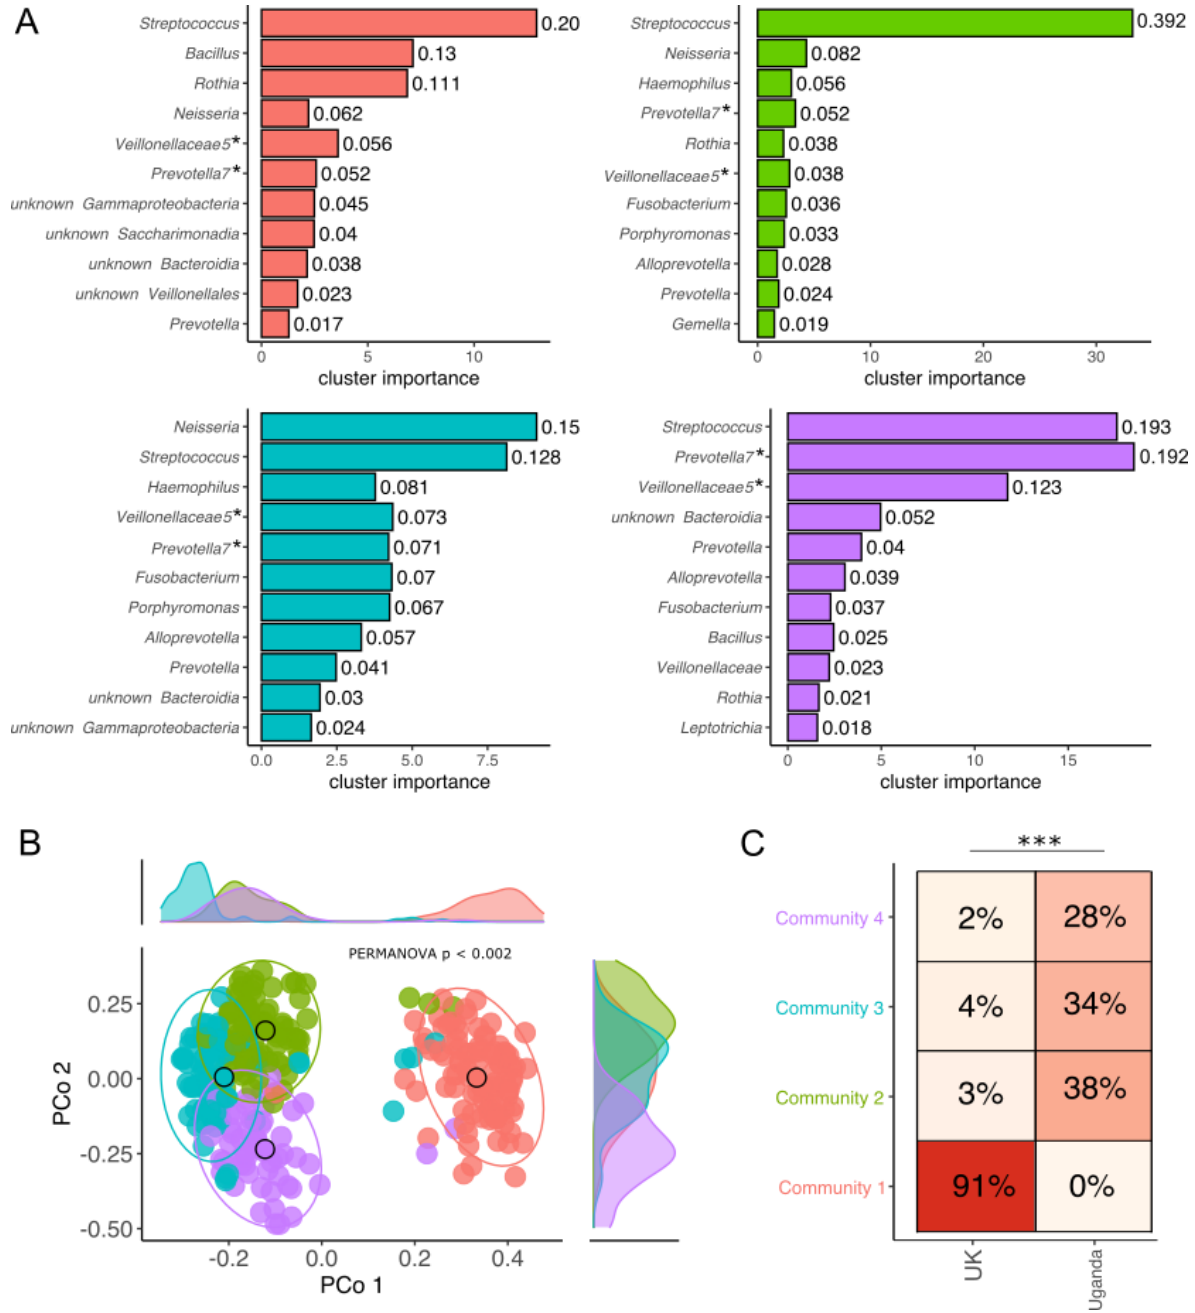 A
Streptococcus 0.20
Bacillus 0.13
Rothia 0.111
Neisseria 0.062
Veillonellaceae5* 0.056
Prevotella7* 0.052
unknown Gammaproteobacteria 0.045
unknown Saccharimonadia 0.04
unknown Bacteroidia 0.038
unknown Veillonellales 0.023
Prevotella 0.017
0 5 10
cluster importance
Streptococcus 0.392
Neisseria 0.082
Haemophilus 0.056
Prevotella7* 0.052
Rothia 0.038
Veillonellaceae5* 0.038
Fusobacterium 0.036
Porphyromonas 0.033
Alloprevotella 0.028
Prevotella 0.024
Gemella 0.019
0 10 20 30
cluster importance
Neisseria 0.15
Streptococcus 0.128
Haemophilus 0.081
Veillonellaceae5* 0.073
Prevotella7* 0.071
Fusobacterium 0.07
Porphyromonas 0.067
Alloprevotella 0.057
Prevotella 0.041
unknown Bacteroidia 0.03
unknown Gammaproteobacteria 0.024
0.0 2.5 5.0 7.5
cluster importance
Streptococcus 0.193
Prevotella7* 0.192
Veillonellaceae5* 0.123
unknown Bacteroidia 0.052
Prevotella 0.04
Alloprevotella 0.039
Fusobacterium 0.037
Bacillus 0.025
Veillonellaceae 0.023
Rothia 0.021
Leptotrichia 0.018
0 5 10 15
cluster importance
B
PERMANOVA p < 0.002
PCo 2
0.25
0.00
-0.25
-0.50
-0.2 0.0 0.2 0.4
PCo 1
C
***
Community 4 2% 28%
Community 3 4% 34%
Community 2 3% 38%
Community 1 91% 0%
UK Uganda